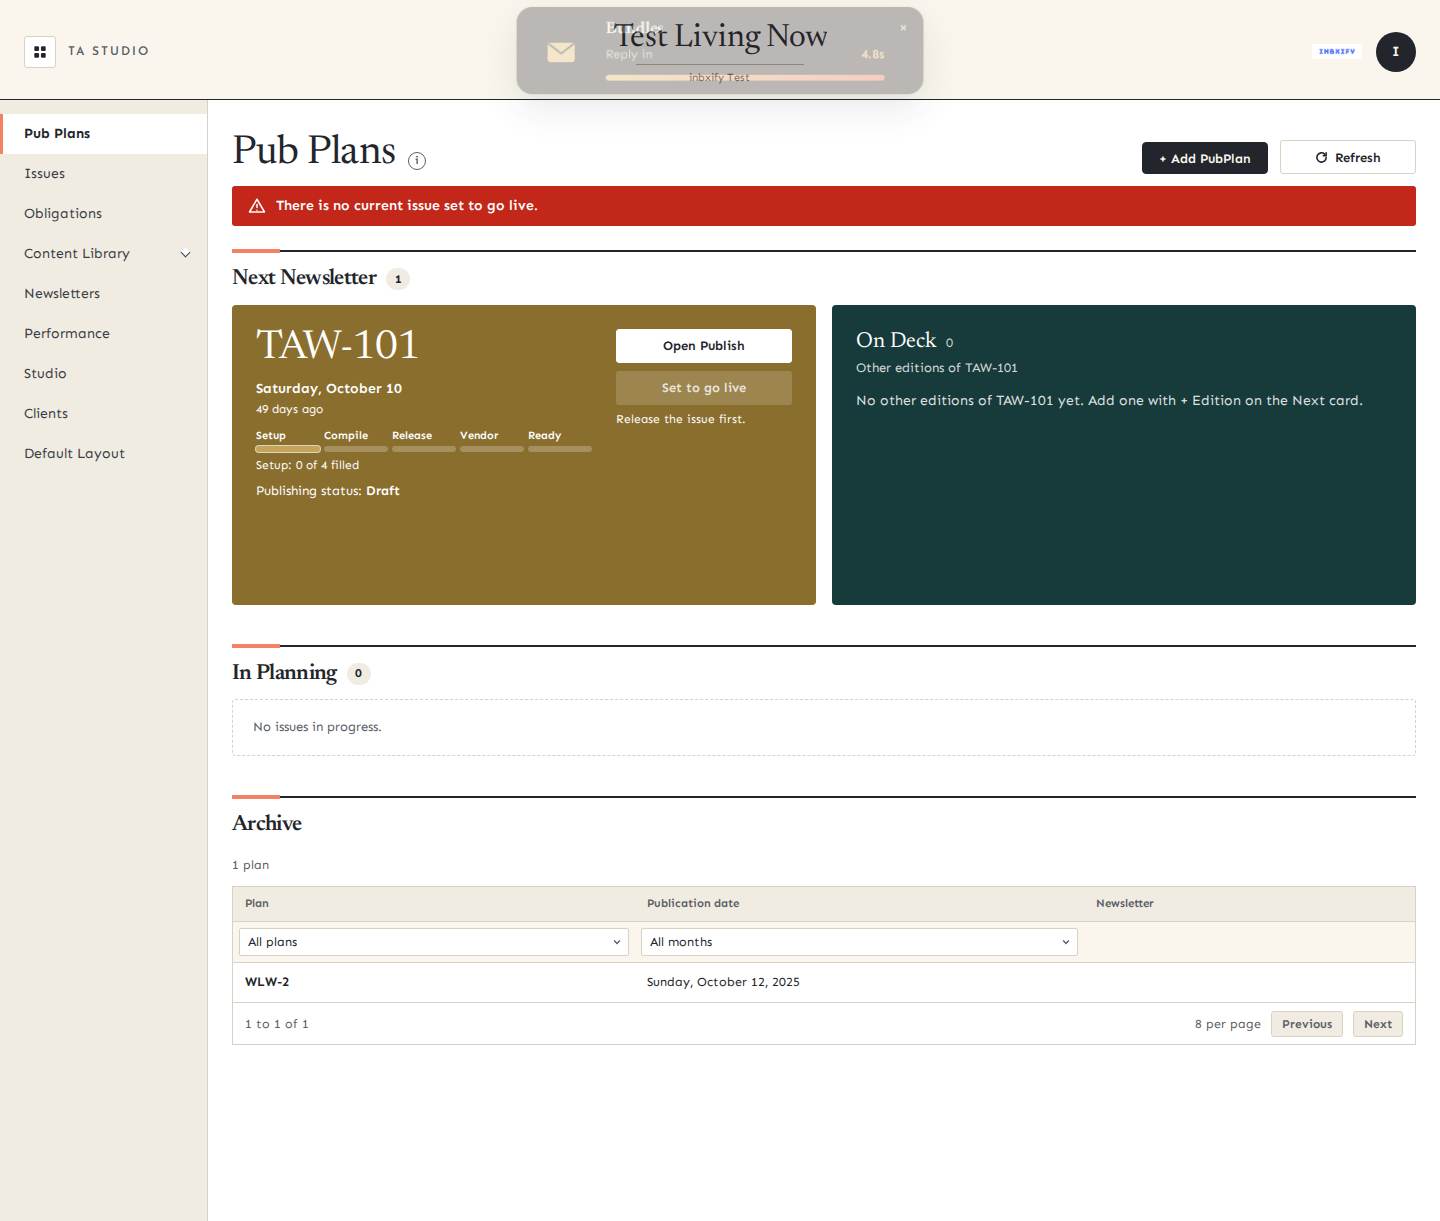 TA STUDIO
Bundles
Test Living Now
×
Reply in
4.8s
inbxify Test
INBXIFY
I
Pub Plans
Issues
Obligations
Content Library
Newsletters
Performance
Studio
Clients
Default Layout
Pub Plans
i
+ Add PubPlan
Refresh
There is no current issue set to go live.
Next Newsletter 1
TAW-101
Saturday, October 10
49 days ago
Setup Compile Release Vendor Ready
Setup: 0 of 4 filled
Publishing status: Draft
Open Publish
Set to go live
Release the issue first.
On Deck 0
Other editions of TAW-101
No other editions of TAW-101 yet. Add one with + Edition on the Next card.
In Planning 0
No issues in progress.
Archive
1 plan
Plan Publication date Newsletter
All plans All months
WLW-2 Sunday, October 12, 2025
1 to 1 of 1 8 per page Previous Next